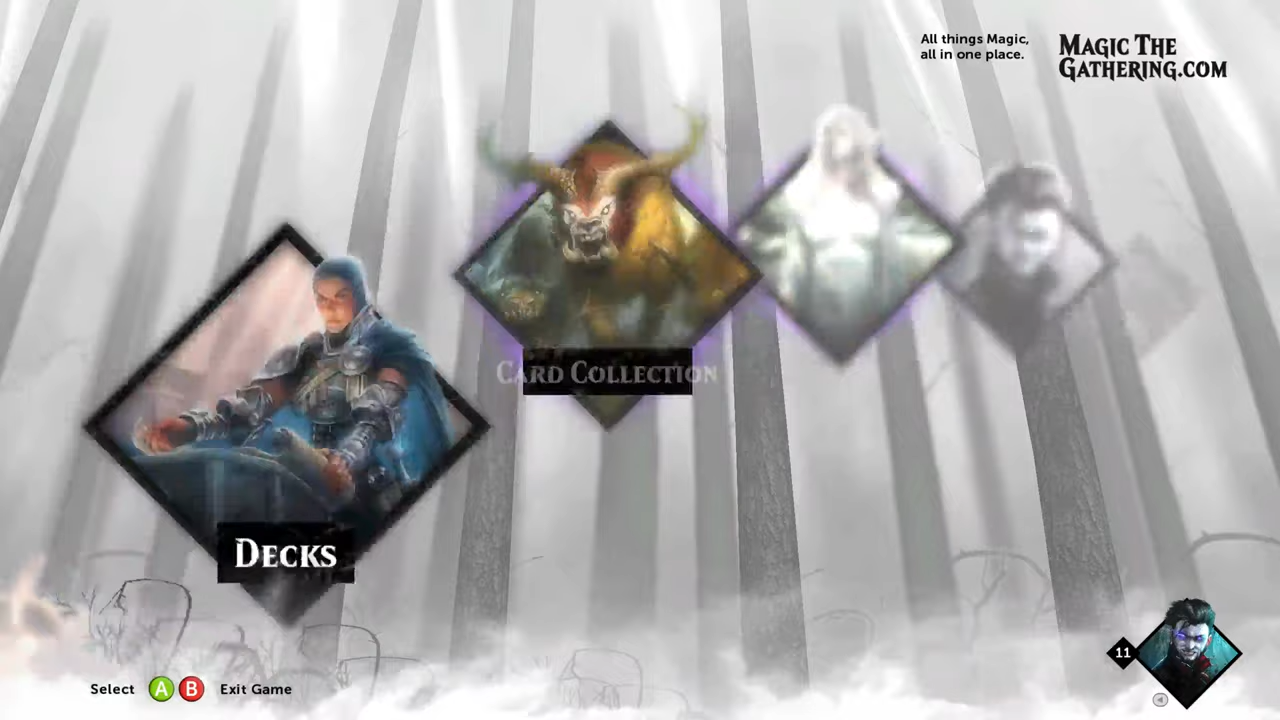 All things Magic,
all in one place.
MAGIC THE
GATHERING.COM
CARD COLLECTION
DECKS
11
Select A B Exit Game